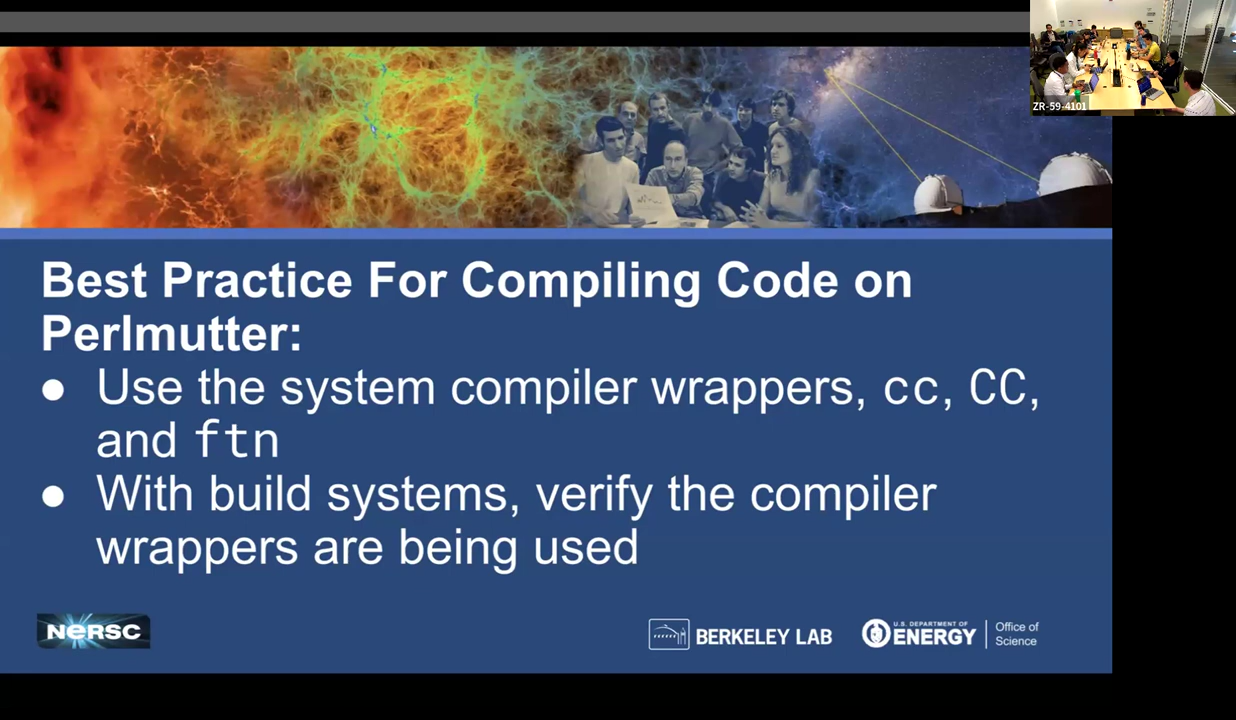 ZR-59-4101
Best Practice For Compiling Code on
Perlmutter:
● Use the system compiler wrappers, cc, CC,
and ftn
● With build systems, verify the compiler
wrappers are being used
NERSC
BERKELEY LAB
U.S. DEPARTMENT OF
ENERGY
Office of
Science